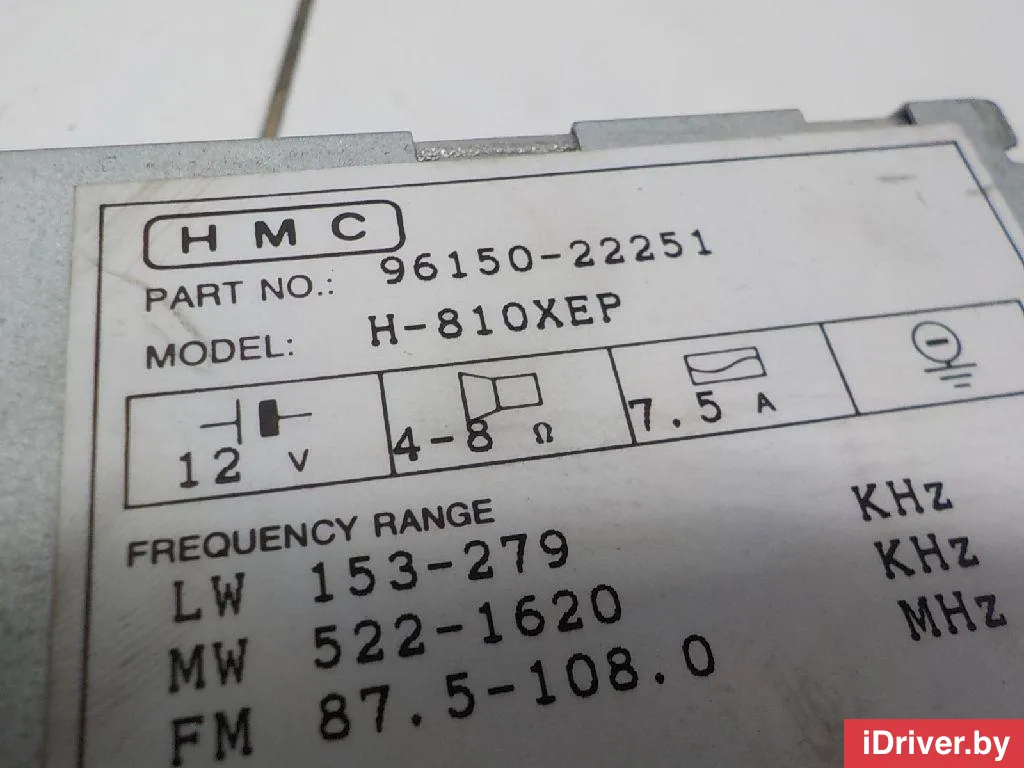 HMC
PART NO.: 96150-22251
MODEL: H-810XEP
12 V 4-8 Ω 7.5 A
FREQUENCY RANGE
LW 153-279 KHz
MW 522-1620 KHz
FM 87.5-108.0 MHz
iDriver.by